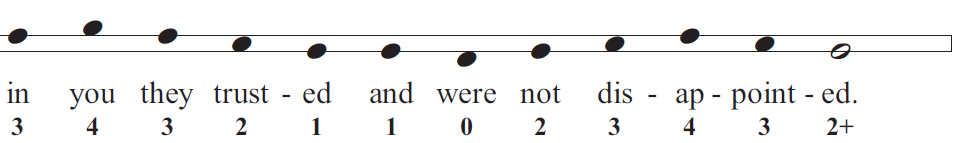 in you they trust - ed and were not dis - ap - point - ed.
3 4 3 2 1 1 0 2 3 4 3 2+